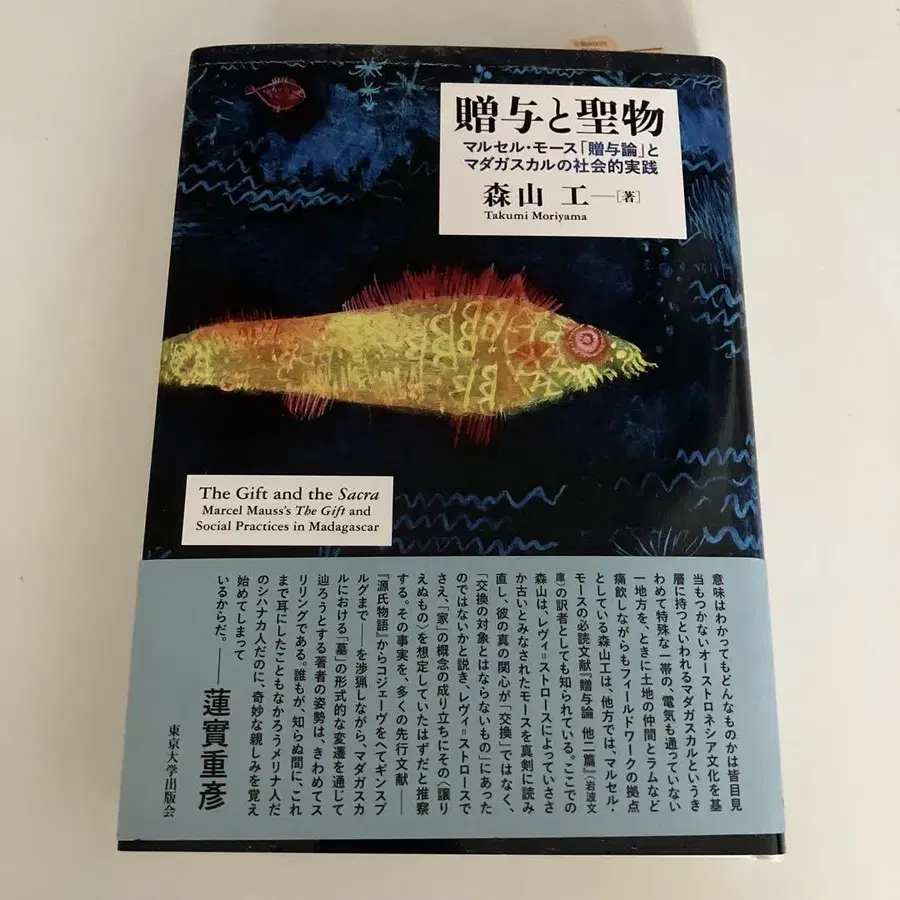 贈与と聖物
マルセル・モース「贈与論」と
マダガスカルの社会的実践
森山 工──[著]
Takumi Moriyama
The Gift and the Sacra
Marcel Mauss's The Gift and
Social Practices in Madagascar
意味はわかってもどんなものかは皆目見
当もつかないオーストロネシア文化を基
層に持つといわれるマダガスカルというき
わめて特殊な一帯の、電気も通っていない
一地方を、ときに土地の仲間とラムなど
痛飲しながらもフィールドワークの拠点
としている森山工は、他方では、マルセル・
モースの必読文献『贈与論 他二篇』(岩波文
庫)の訳者としても知られている。ここでの
森山は、レヴィ=ストロースによっていささ
か古いとみなされたモースを真剣に読み
直し、彼の真の関心が「交換」ではなく、
「交換の対象とはならないもの」にあった
のではないかと説き、レヴィ=ストロースで
さえ、「家」の概念の成り立ちにその〈譲り
えぬもの〉を想定していたはずだと推察
する。その事実を、多くの先行文献──
『源氏物語』からコジェーヴをへてギンスブ
ルグまで──を渉猟しながら、マダガスカ
ルにおける「墓」の形式的な変遷を通じて
辿ろうとする著者の姿勢は、きわめてス
リリングである。誰もが、知らぬ間に、これ
まで耳にしたこともなかろうメリナ人だ
のシハナカ人だのに、奇妙な親しみを覚え
始めてしまって
いるからだ。──蓮實重彥
東京大学出版会